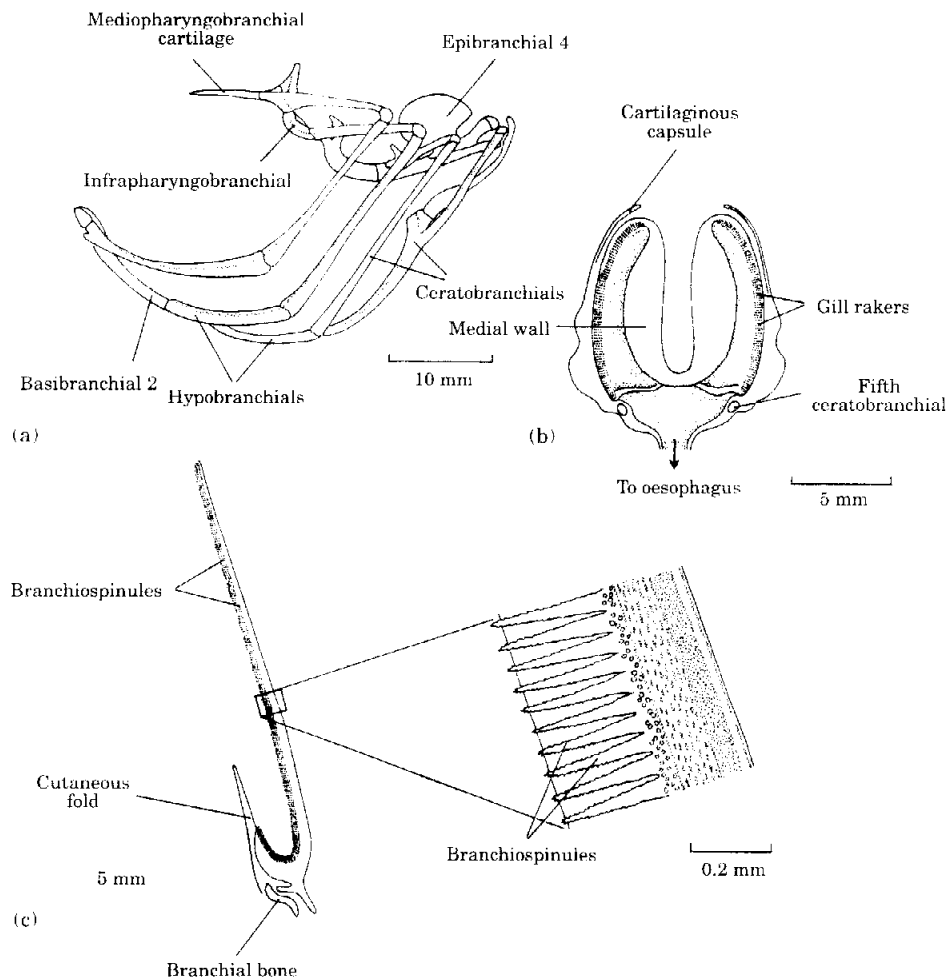 Mediopharyngobranchial
cartilage
Epibranchial 4
Infrapharyngobranchial
Ceratobranchials
Basibranchial 2
Hypobranchials
10 mm
(a)
Cartilaginous
capsule
Medial wall
Gill rakers
Fifth
ceratobranchial
(b)
To oesophagus
5 mm
Branchiospinules
Cutaneous
fold
5 mm
Branchiospinules
0.2 mm
(c)
Branchial bone